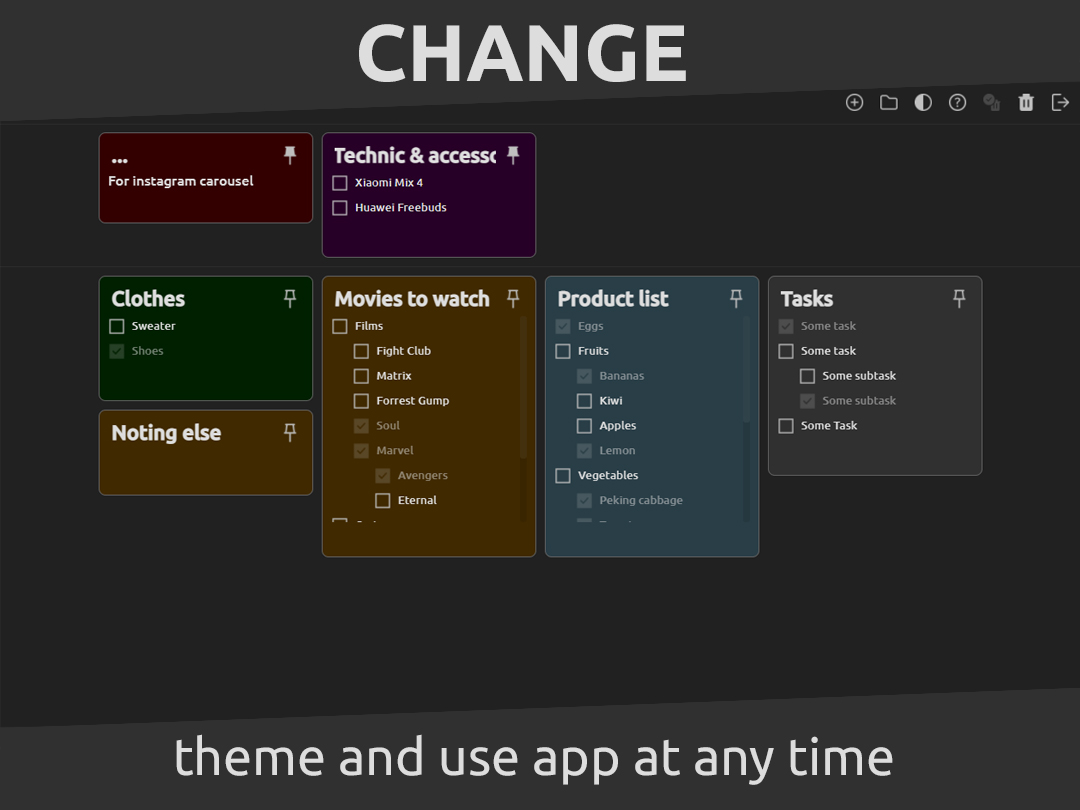 CHANGE
...
For instagram carousel
Technic & accessc
Xiaomi Mix 4
Huawei Freebuds
Clothes
Sweater
Shoes
Noting else
Movies to watch
Films
Fight Club
Matrix
Forrest Gump
Soul
Marvel
Avengers
Eternal
Product list
Eggs
Fruits
Bananas
Kiwi
Apples
Lemon
Vegetables
Peking cabbage
Tasks
Some task
Some task
Some subtask
Some subtask
Some Task
theme and use app at any time